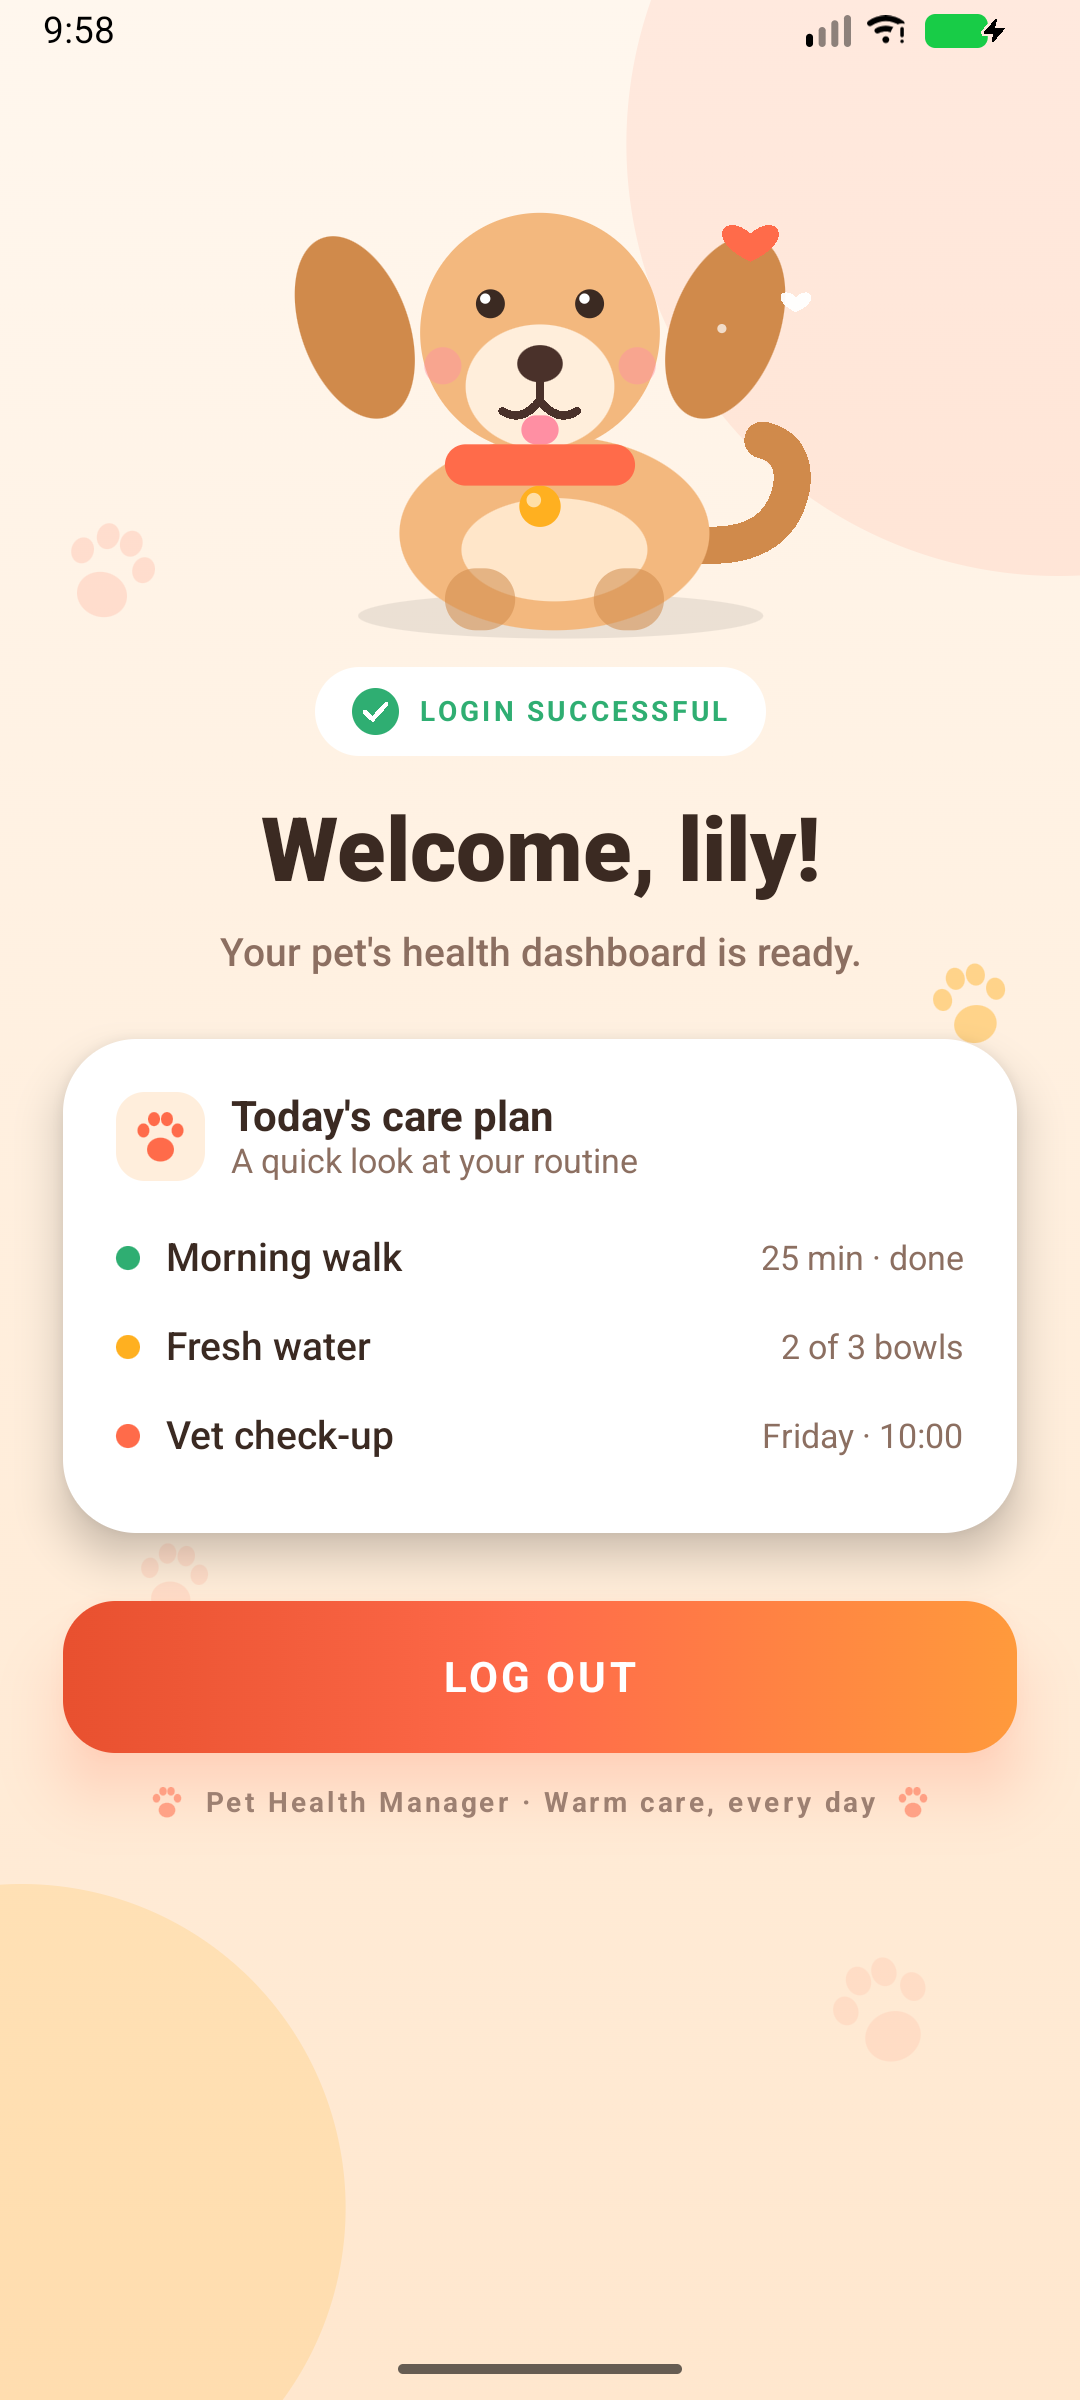 9:58
LOGIN SUCCESSFUL
Welcome, lily!
Your pet's health dashboard is ready.
Today's care plan
A quick look at your routine
Morning walk 25 min · done
Fresh water 2 of 3 bowls
Vet check-up Friday · 10:00
LOG OUT
Pet Health Manager · Warm care, every day